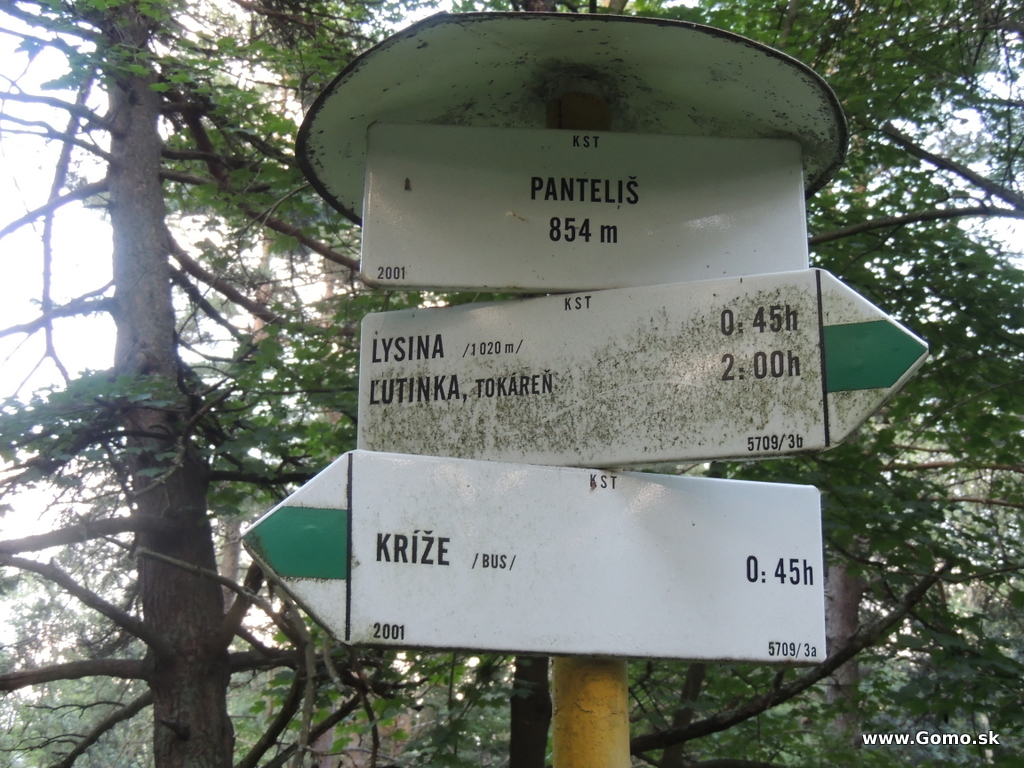 KST
PANTELIŠ
854 m
2001
KST
LYSINA /1020 m/ 0:45h
ĽUTINKA, TOKÁREŇ 2:00h
5709/3b
KST
KRÍŽE /BUS/ 0:45h
2001 5709/3a
www.Gomo.sk